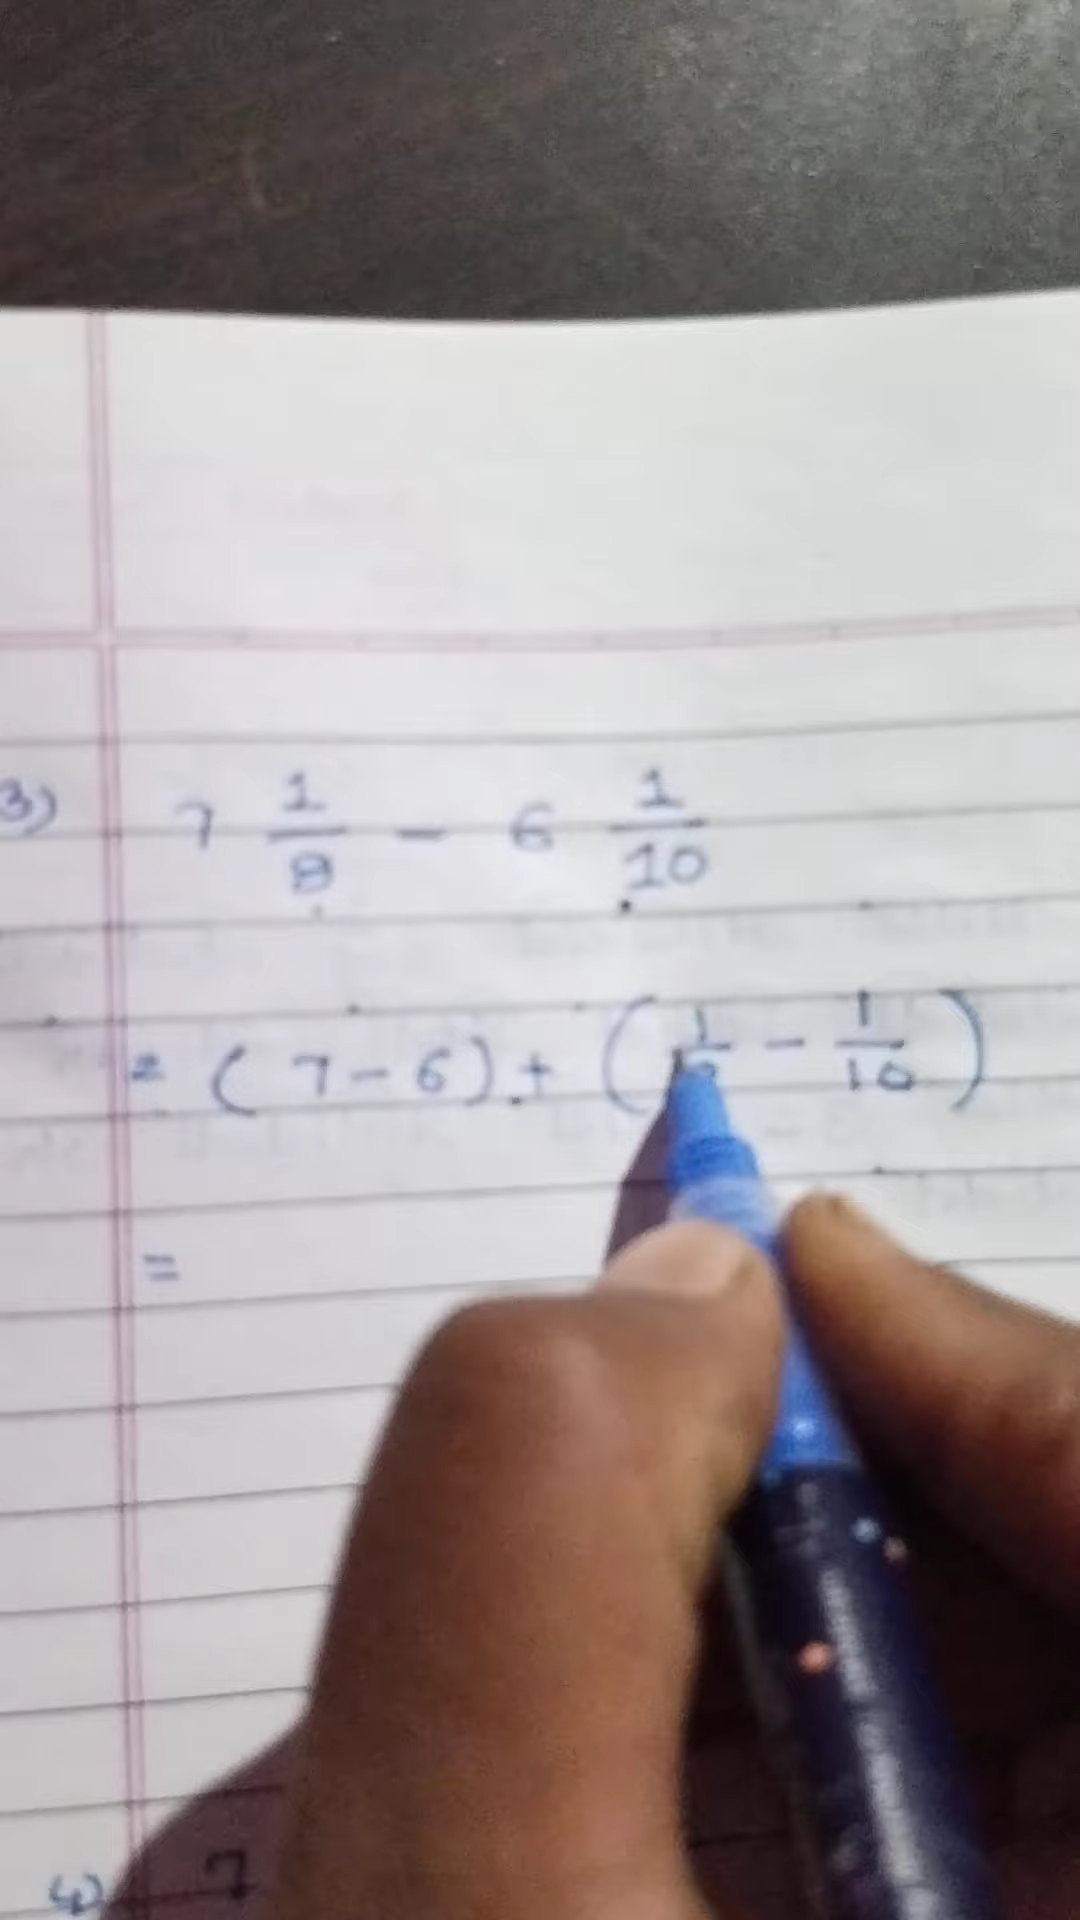 3) 7 1/8 - 6 1/10
= (7-6) + (1/8 - 1/10)
=
4) 7